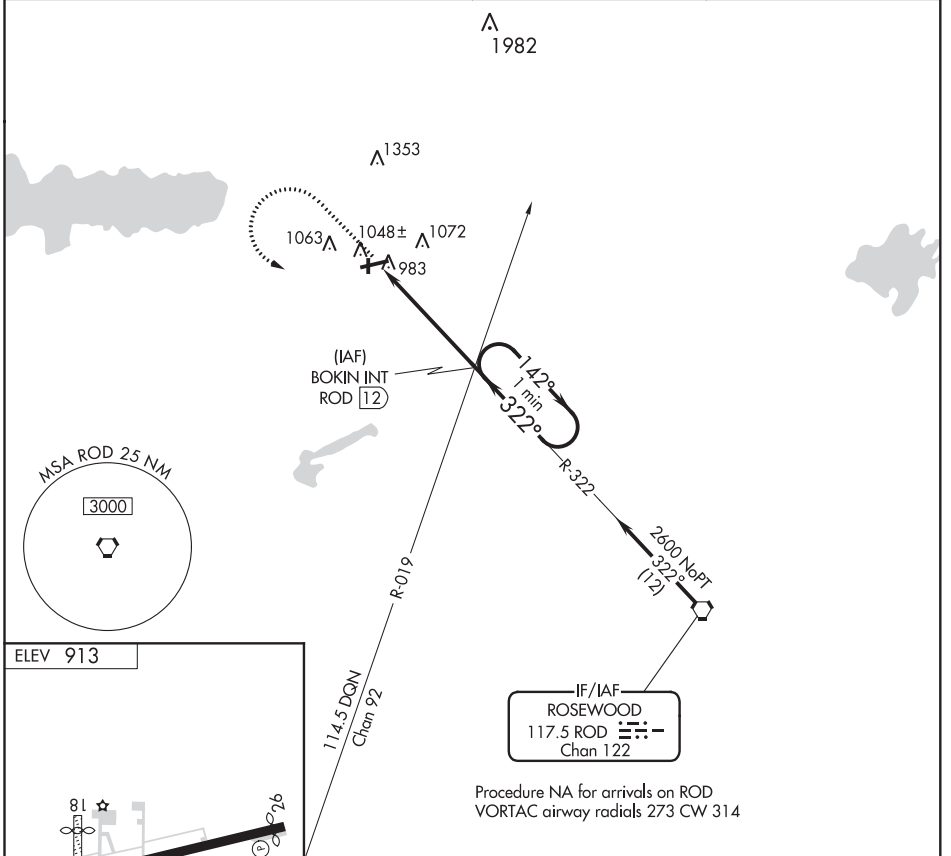 1982
1353
1063
1048±
1072
983
(IAF)
BOKIN INT
ROD 12
142°
1 min
322°
R-322
MSA ROD 25 NM
3000
2600 NoPT
322°
(12)
R-019
114.5 DQN
Chan 92
ELEV 913
IF/IAF
ROSEWOOD
117.5 ROD
Chan 122
Procedure NA for arrivals on ROD
VORTAC airway radials 273 CW 314
18
26
P